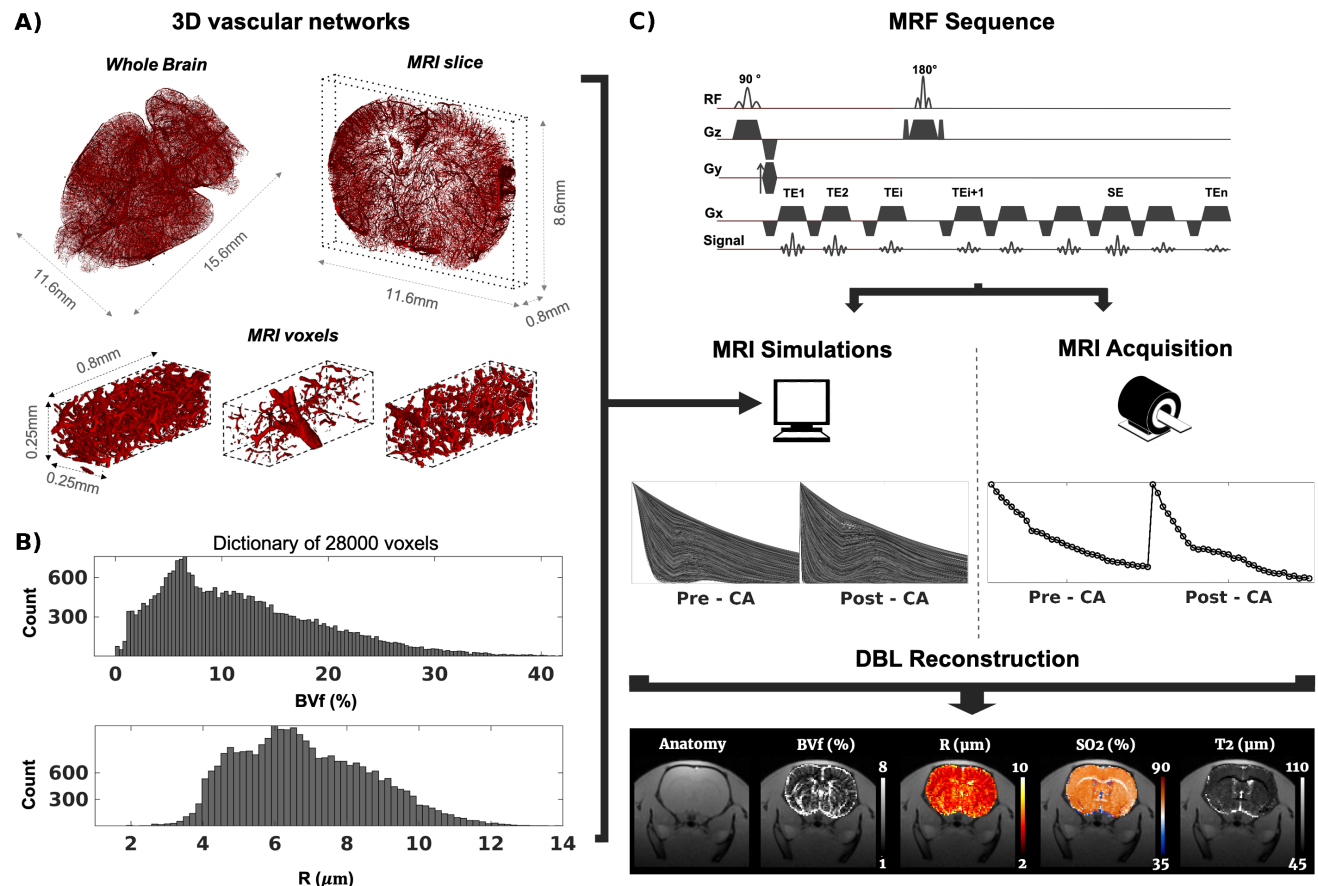 A)
3D vascular networks
Whole Brain
MRI slice
11.6mm
15.6mm
8.6mm
11.6mm
0.8mm
MRI voxels
0.8mm
0.25mm
0.25mm
B)
Dictionary of 28000 voxels
Count
600
300
0 10 20 30 40
BVf (%)
Count
600
300
2 4 6 8 10 12 14
R (μm)
C)
MRF Sequence
90 °
180°
RF
Gz
Gy
TE1 TE2 TEi TEi+1 SE TEn
Gx
Signal
MRI Simulations
MRI Acquisition
Pre - CA
Post - CA
Pre - CA
Post - CA
DBL Reconstruction
Anatomy
BVf (%)
8
1
R (μm)
10
2
SO2 (%)
90
35
T2 (μm)
110
45